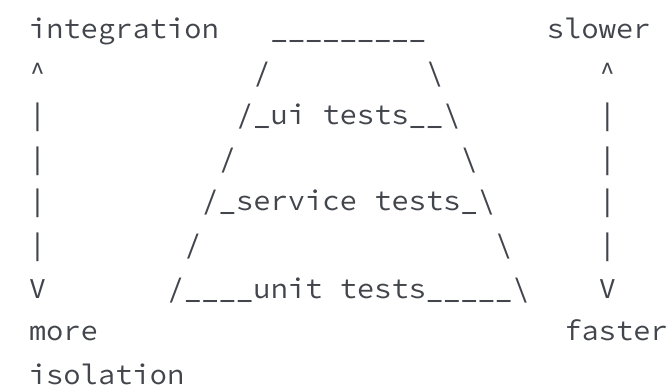 integration   _________       slower
^            /         \         ^
|           /_ui tests__\        |
|          /             \       |
|         /_service tests_\      |
|        /                 \     |
V       /____unit tests_____\    V
more                           faster
isolation